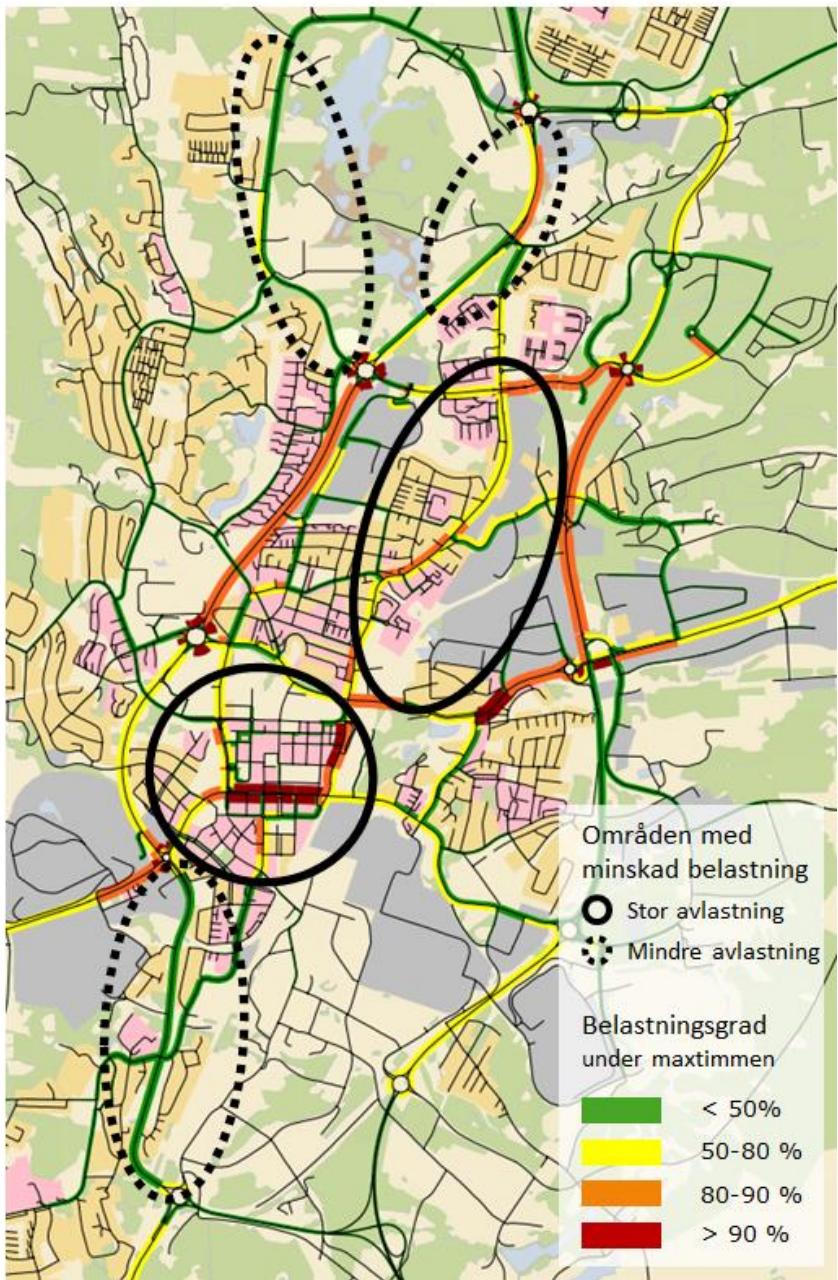 Områden med
minskad belastning
Stor avlastning
Mindre avlastning
Belastningsgrad
under maxtimmen
< 50%
50-80 %
80-90 %
> 90 %